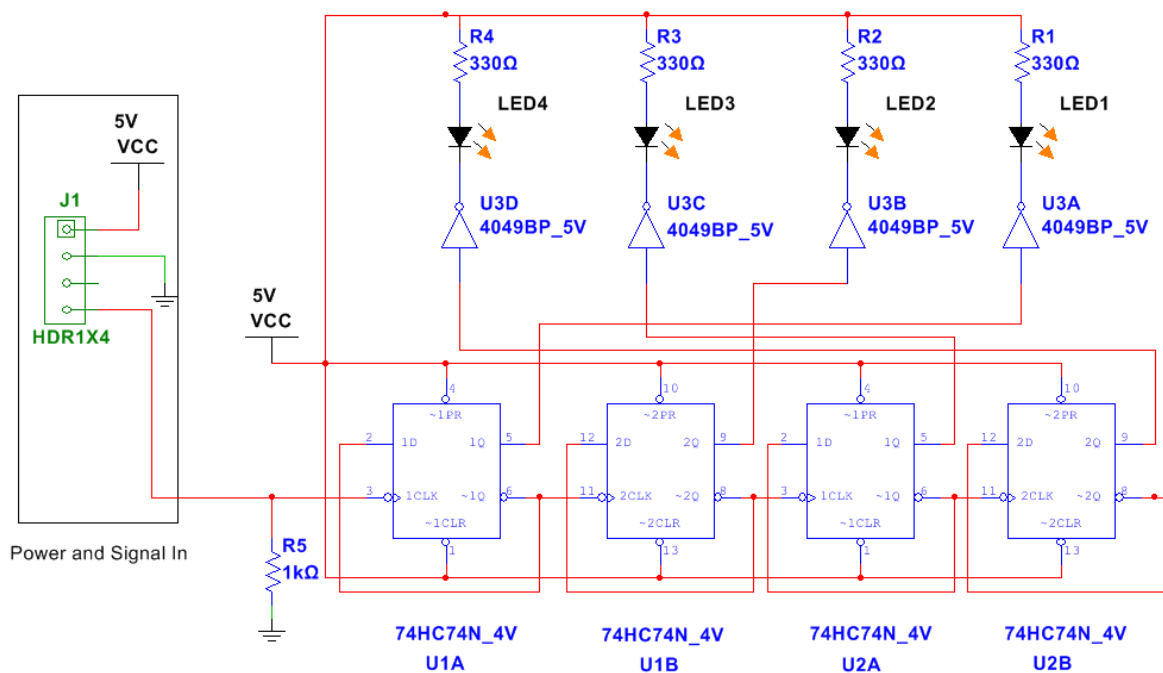 R4
330Ω
R3
330Ω
R2
330Ω
R1
330Ω
LED4
LED3
LED2
LED1
5V
VCC
J1
HDR1X4
U3D
4049BP_5V
U3C
4049BP_5V
U3B
4049BP_5V
U3A
4049BP_5V
5V
VCC
4
~1PR
2
1D
1Q
5
3
1CLK
~1Q
6
~1CLR
1
10
~2PR
12
2D
2Q
9
11
2CLK
~2Q
8
~2CLR
13
4
~1PR
2
1D
1Q
5
3
1CLK
~1Q
6
~1CLR
1
10
~2PR
12
2D
2Q
9
11
2CLK
~2Q
8
~2CLR
13
Power and Signal In
R5
1kΩ
74HC74N_4V
U1A
74HC74N_4V
U1B
74HC74N_4V
U2A
74HC74N_4V
U2B